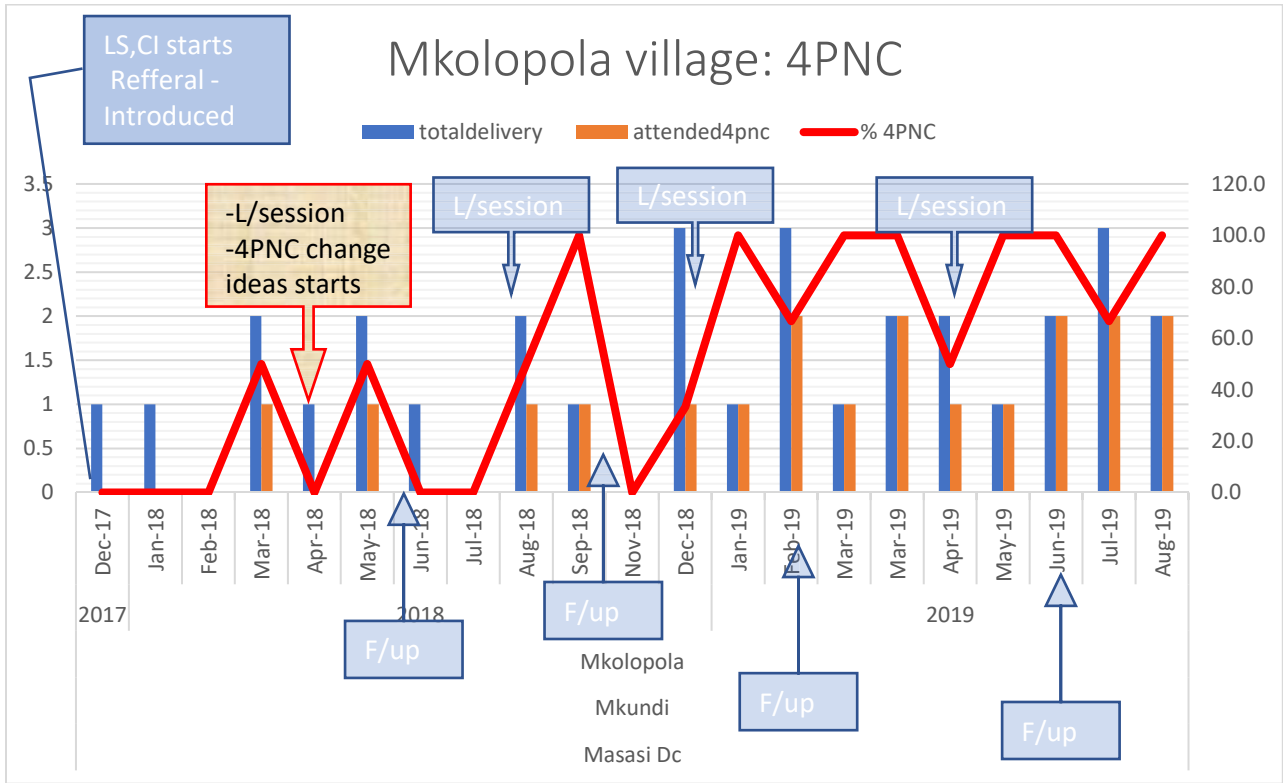 LS,CI starts
Refferal -
Introduced
Mkolopola village: 4PNC
totaldelivery attended4pnc % 4PNC
-L/session
-4PNC change
ideas starts
L/session
L/session
L/session
3.5
3
2.5
2
1.5
1
0.5
0
120.0
100.0
80.0
60.0
40.0
20.0
0.0
Dec-17
Jan-18
Feb-18
Mar-18
Apr-18
May-18
Jun-18
Jul-18
Aug-18
Sep-18
Nov-18
Dec-18
Jan-19
Feb-19
Mar-19
Mar-19
Apr-19
May-19
Jun-19
Jul-19
Aug-19
2017 2018 2019
F/up
F/up
F/up
F/up
Mkolopola
Mkundi
Masasi Dc